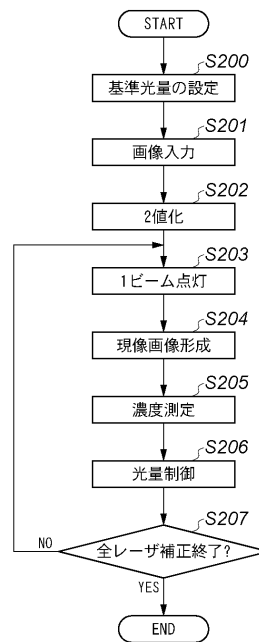 START
S200
基準光量の設定
S201
画像入力
S202
2値化
S203
1ビーム点灯
S204
現像画像形成
S205
濃度測定
S206
光量制御
S207
全レーザ補正終了?
NO
YES
END